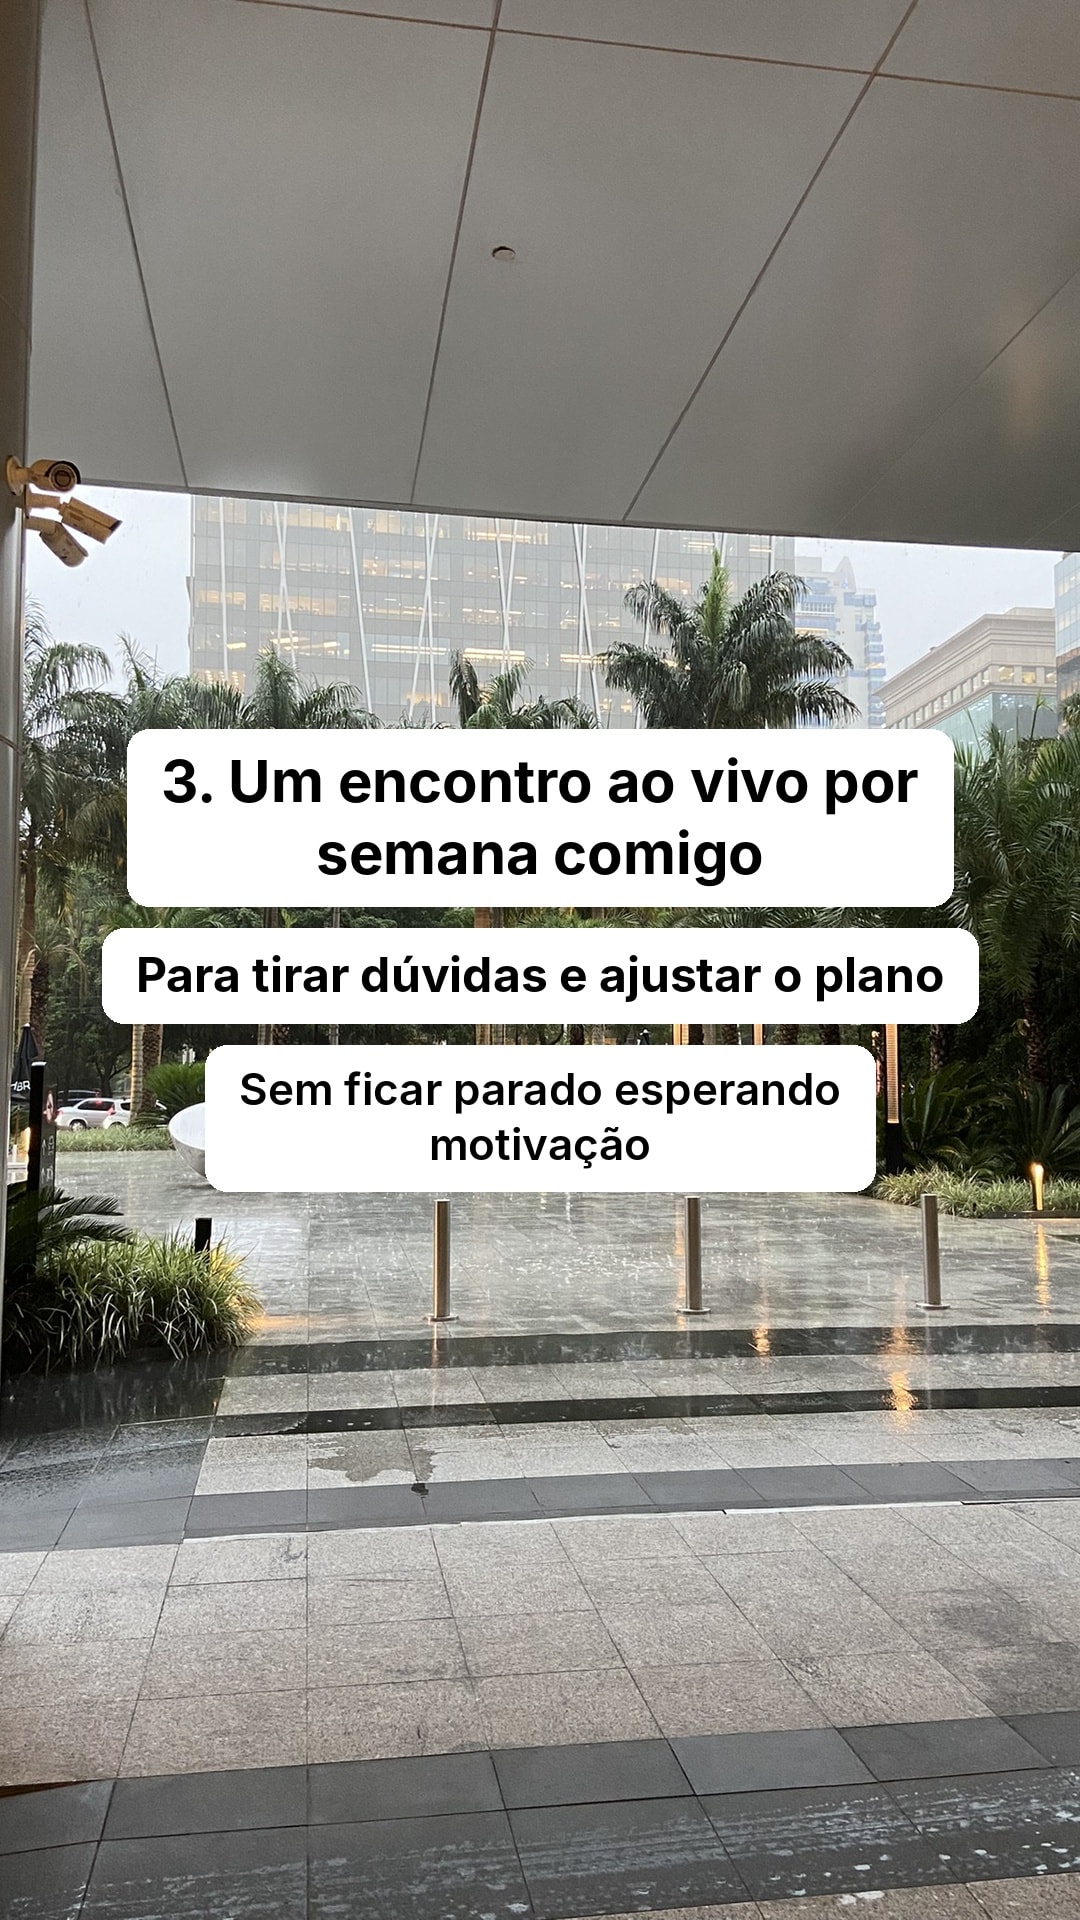 3. Um encontro ao vivo por
semana comigo
Para tirar dúvidas e ajustar o plano
Sem ficar parado esperando
motivação